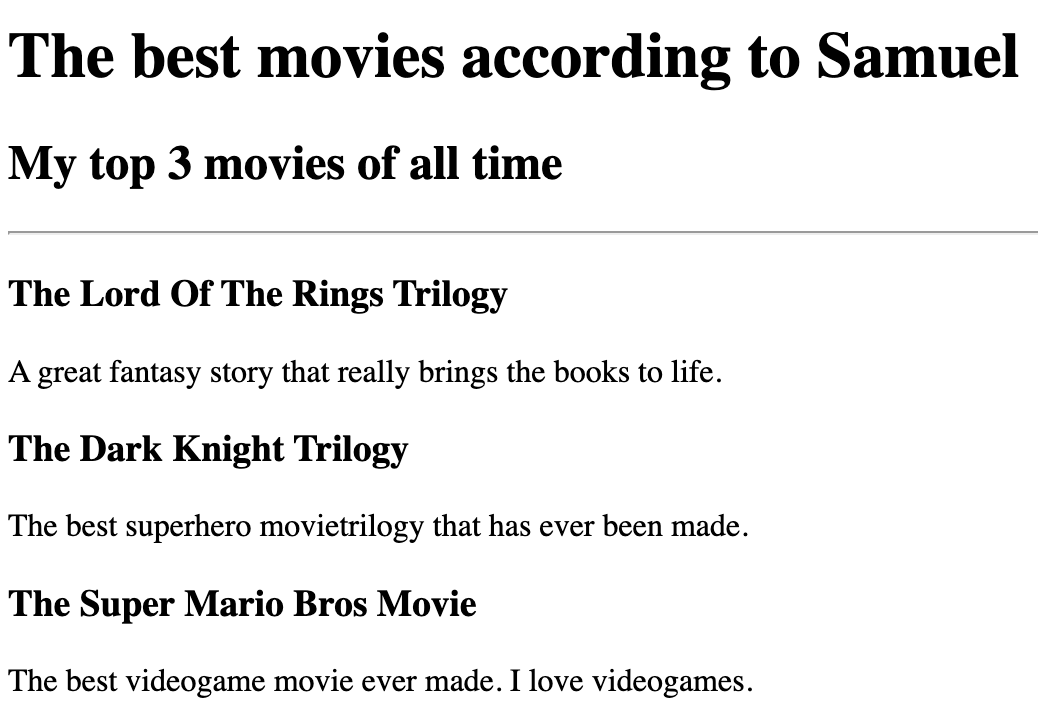 The best movies according to Samuel
My top 3 movies of all time
The Lord Of The Rings Trilogy
A great fantasy story that really brings the books to life.
The Dark Knight Trilogy
The best superhero movietrilogy that has ever been made.
The Super Mario Bros Movie
The best videogame movie ever made. I love videogames.